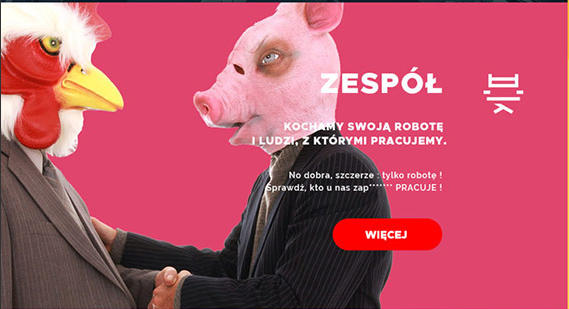 ZESPÓŁ
KOCHAMY SWOJĄ ROBOTĘ
I LUDZI, Z KTÓRYMI PRACUJEMY.
No dobra, szczerze : tylko robotę !
Sprawdź, kto u nas zap******* PRACUJE !
WIĘCEJ